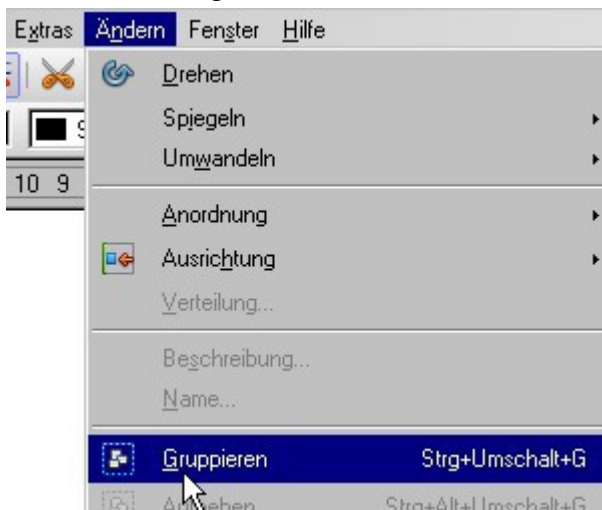 Extras Ändern Fenster Hilfe
Drehen
Spiegeln
Umwandeln
10 9
Anordnung
Ausrichtung
Verteilung...
Beschreibung...
Name...
Gruppieren Strg+Umschalt+G
Aufheben Strg+Alt+Umschalt+G